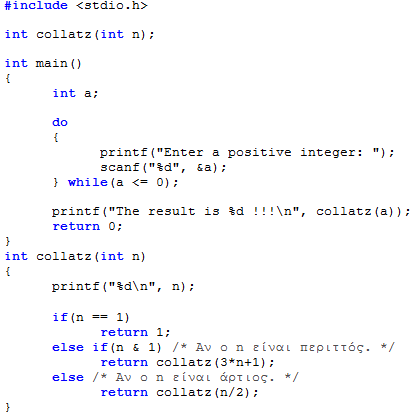 #include <stdio.h>
int collatz(int n);
int main()
{
int a;
do
{
printf("Enter a positive integer: ");
scanf("%d", &a);
} while(a <= 0);
printf("The result is %d !!!\n", collatz(a));
return 0;
}
int collatz(int n)
{
printf("%d\n", n);
if(n == 1)
return 1;
else if(n & 1) /* Αν ο n είναι περιττός. */
return collatz(3*n+1);
else /* Αν ο n είναι άρτιος. */
return collatz(n/2);
}